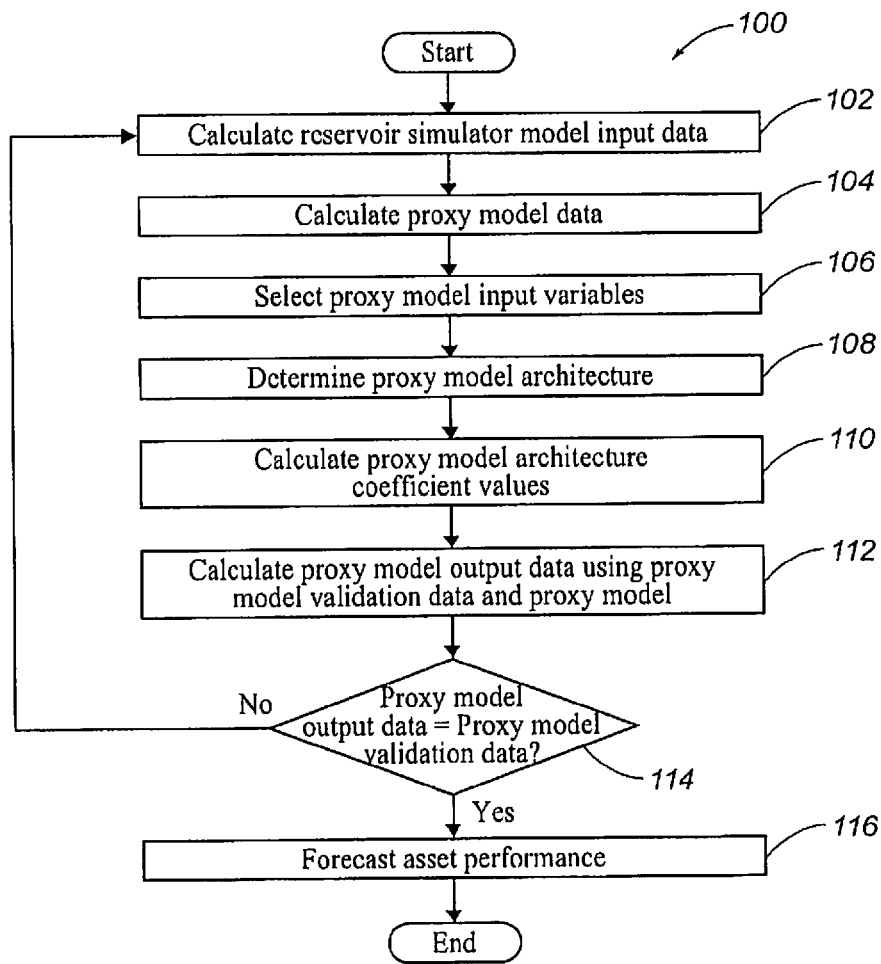 Start
100
Calculate reservoir simulator model input data
102
Calculate proxy model data
104
Select proxy model input variables
106
Determine proxy model architecture
108
Calculate proxy model architecture
coefficient values
110
Calculate proxy model output data using proxy
model validation data and proxy model
112
No
Proxy model
output data = Proxy model
validation data?
114
Yes
Forecast asset performance
116
End